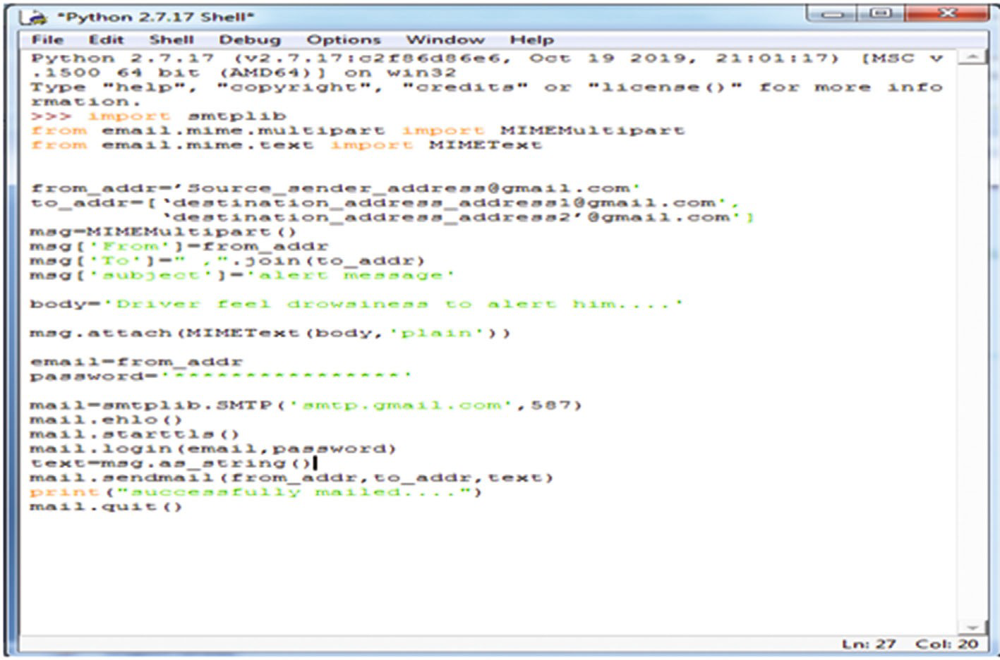 *Python 2.7.17 Shell*
File Edit Shell Debug Options Window Help
Python 2.7.17 (v2.7.17:c2f86d86e6, Oct 19 2019, 21:01:17) [MSC v
.1500 64 bit (AMD64)] on win32
Type "help", "copyright", "credits" or "license()" for more info
rmation.
>>> import smtplib
from email.mime.multipart import MIMEMultipart
from email.mime.text import MIMEText
from_addr=’Source_sender_address@gmail.com'
to_addr=[‘destination_address_address1@gmail.com',
‘destination_address_address2’@gmail.com']
msg=MIMEMultipart()
msg['From']=from_addr
msg['To']=" ,".join(to_addr)
msg['subject']='alert message'
body='Driver feel drowsiness to alert him....'
msg.attach(MIMEText(body,'plain'))
email=from_addr
password='****************'
mail=smtplib.SMTP('smtp.gmail.com',587)
mail.ehlo()
mail.starttls()
mail.login(email,password)
text=msg.as_string()
mail.sendmail(from_addr,to_addr,text)
print("successfully mailed....")
mail.quit()
Ln: 27 Col: 20